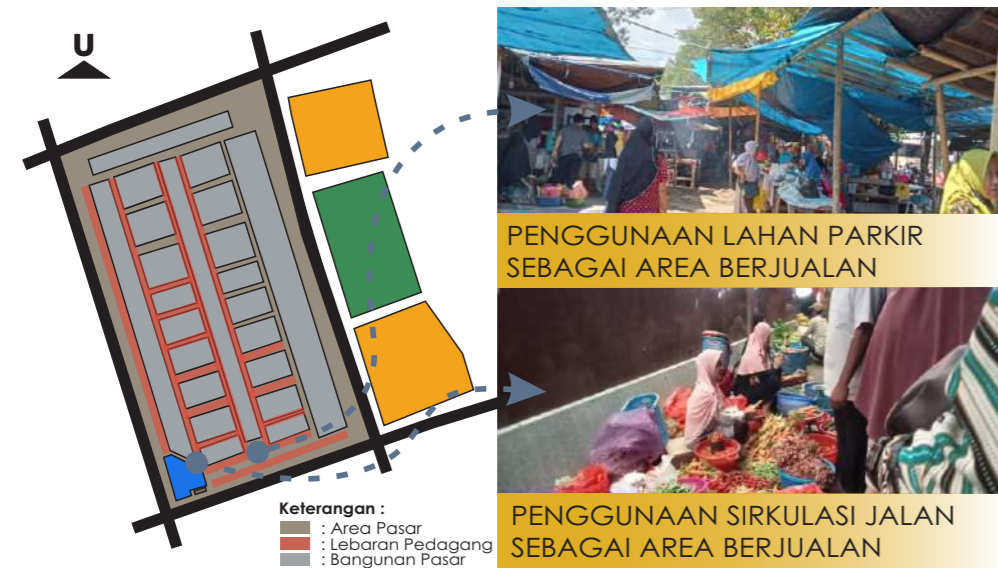 U
PENGGUNAAN LAHAN PARKIR
SEBAGAI AREA BERJUALAN
PENGGUNAAN SIRKULASI JALAN
SEBAGAI AREA BERJUALAN
Keterangan :
: Area Pasar
: Lebaran Pedagang
: Bangunan Pasar